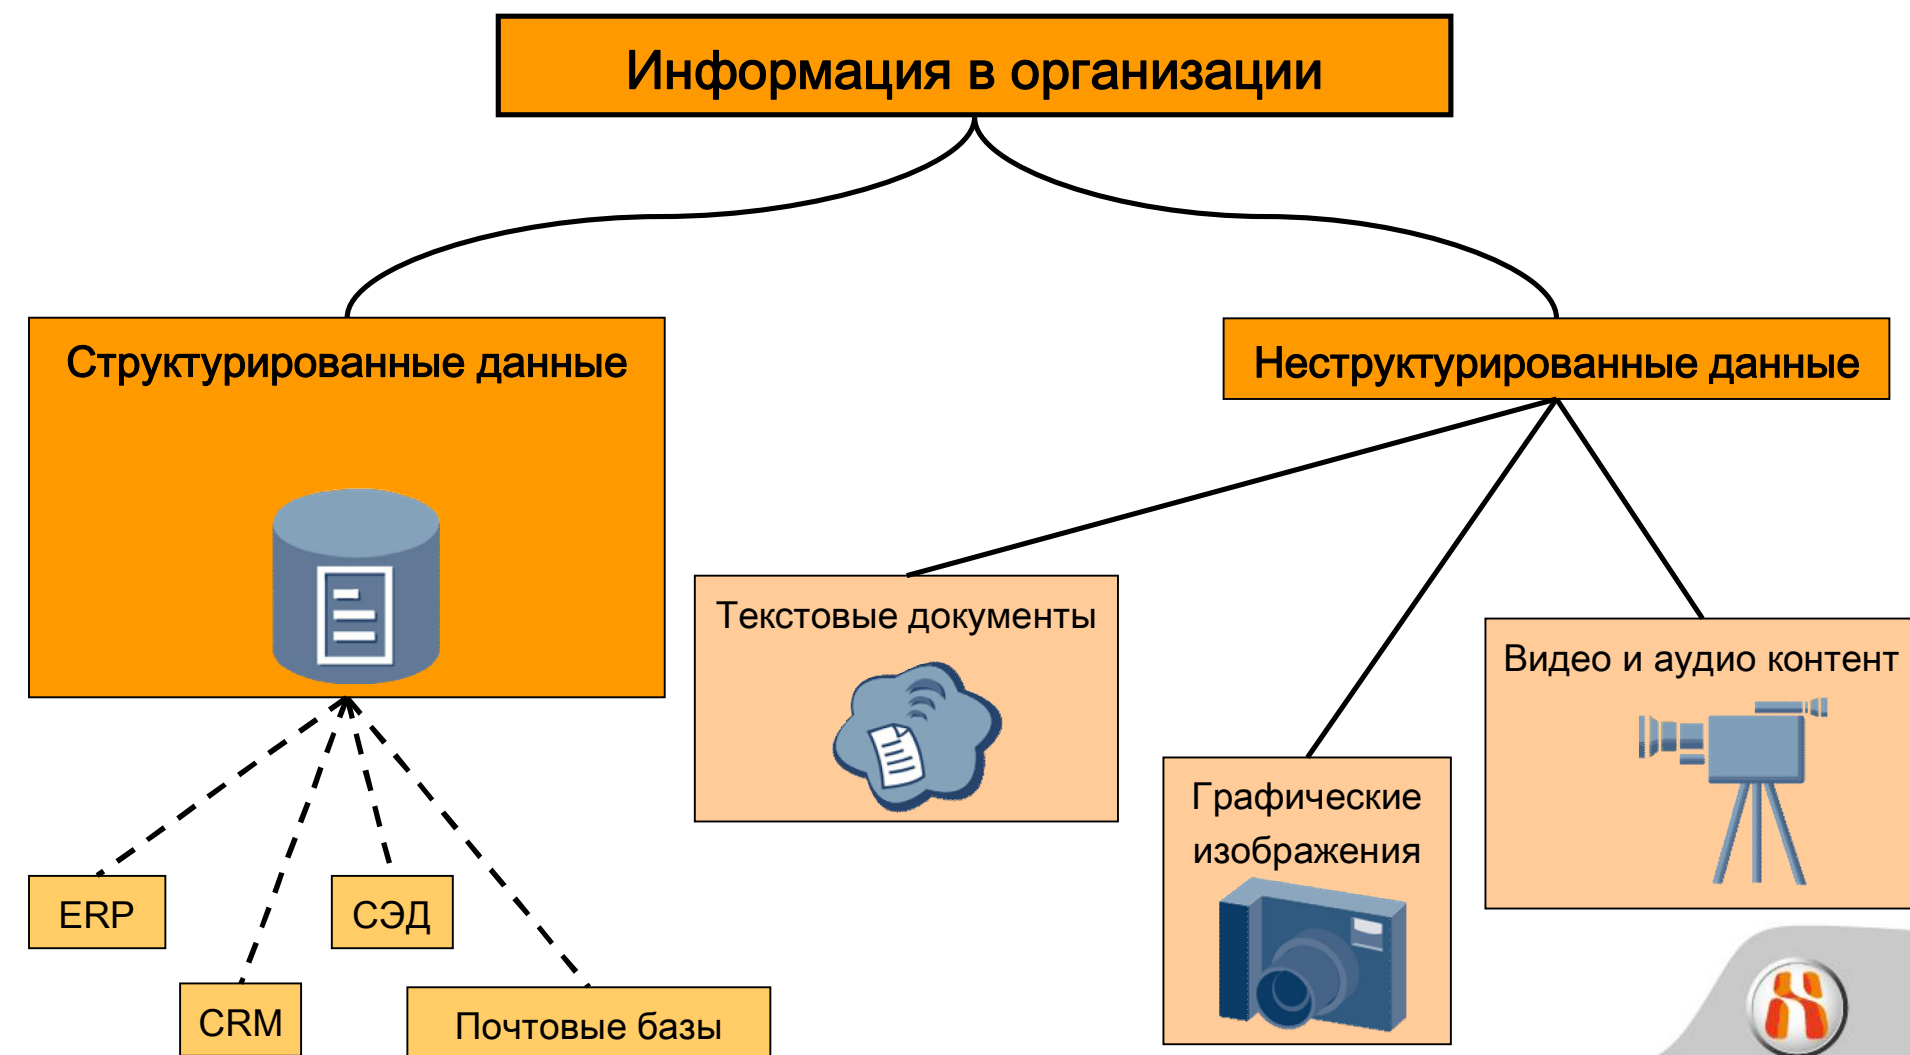 Информация в организации
Структурированные данные
Неструктурированные данные
Текстовые документы
Видео и аудио контент
Графические
изображения
ERP
СЭД
CRM
Почтовые базы